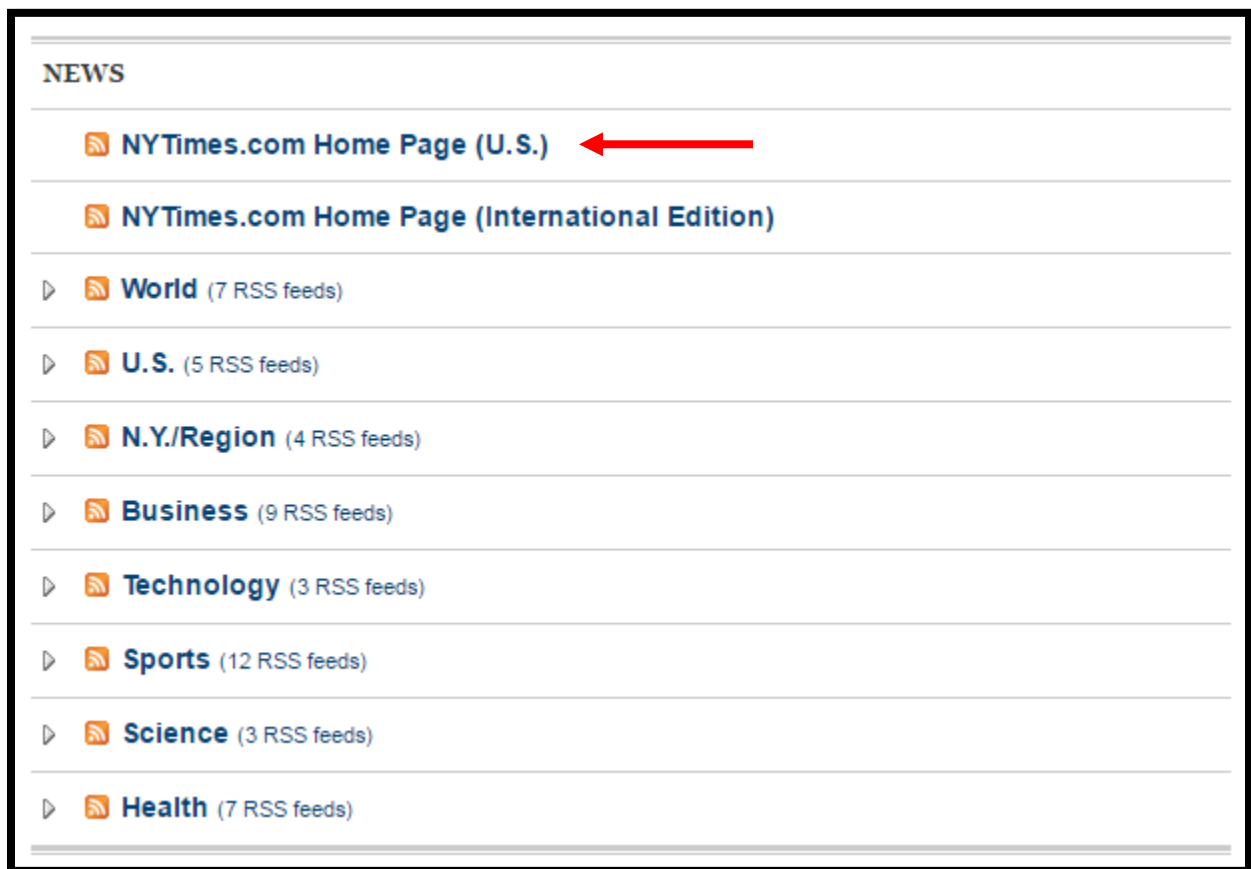 NEWS
NYTimes.com Home Page (U.S.)
NYTimes.com Home Page (International Edition)
World (7 RSS feeds)
U.S. (5 RSS feeds)
N.Y./Region (4 RSS feeds)
Business (9 RSS feeds)
Technology (3 RSS feeds)
Sports (12 RSS feeds)
Science (3 RSS feeds)
Health (7 RSS feeds)